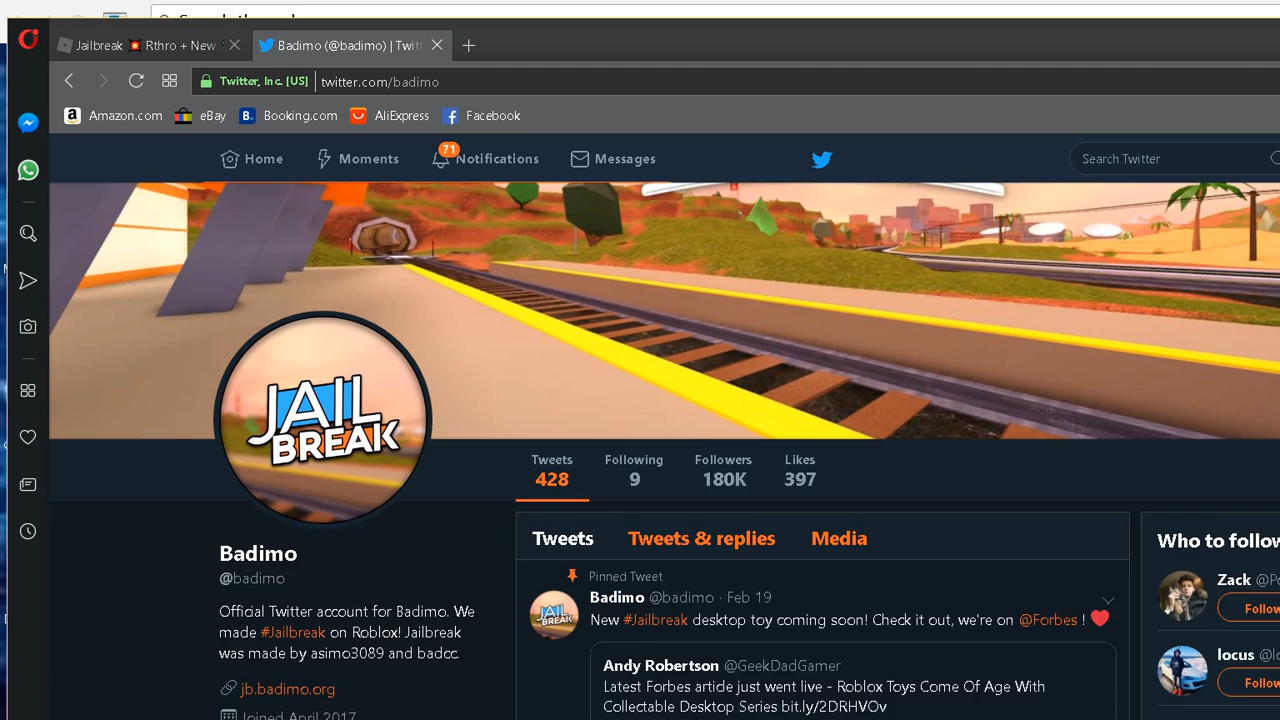 Jailbreak 💥 Rthro + New
Badimo (@badimo) | Twit
Twitter, Inc. [US]
twitter.com/badimo
Amazon.com
eBay
B. Booking.com
AliExpress
Facebook
Home
Moments
71
Notifications
Messages
Search Twitter
JAIL
BREAK
Tweets
Following
Followers
Likes
428
9
180K
397
Badimo
@badimo
Official Twitter account for Badimo. We
made #Jailbreak on Roblox! Jailbreak
was made by asimo3089 and badcc.
jb.badimo.org
Joined April 2017
Tweets
Tweets & replies
Media
Pinned Tweet
Badimo @badimo · Feb 19
New #Jailbreak desktop toy coming soon! Check it out, we're on @Forbes ! ❤️
Andy Robertson @GeekDadGamer
Latest Forbes article just went live - Roblox Toys Come Of Age With
Collectable Desktop Series bit.ly/2DRHVOv
Who to follow
Zack
Follow
locus
Follow